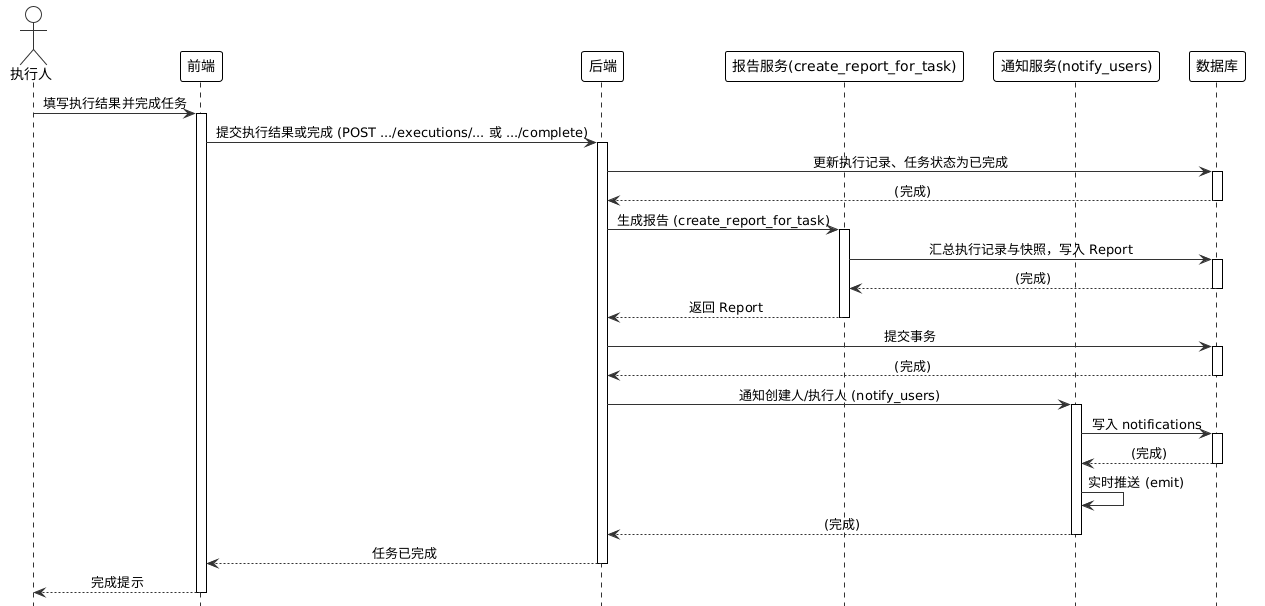 执行人
前端
后端
报告服务(create_report_for_task)
通知服务(notify_users)
数据库
填写执行结果并完成任务
提交执行结果或完成 (POST .../executions/... 或 .../complete)
更新执行记录、任务状态为已完成
(完成)
生成报告 (create_report_for_task)
汇总执行记录与快照，写入 Report
(完成)
返回 Report
提交事务
(完成)
通知创建人/执行人 (notify_users)
写入 notifications
(完成)
实时推送 (emit)
(完成)
任务已完成
完成提示